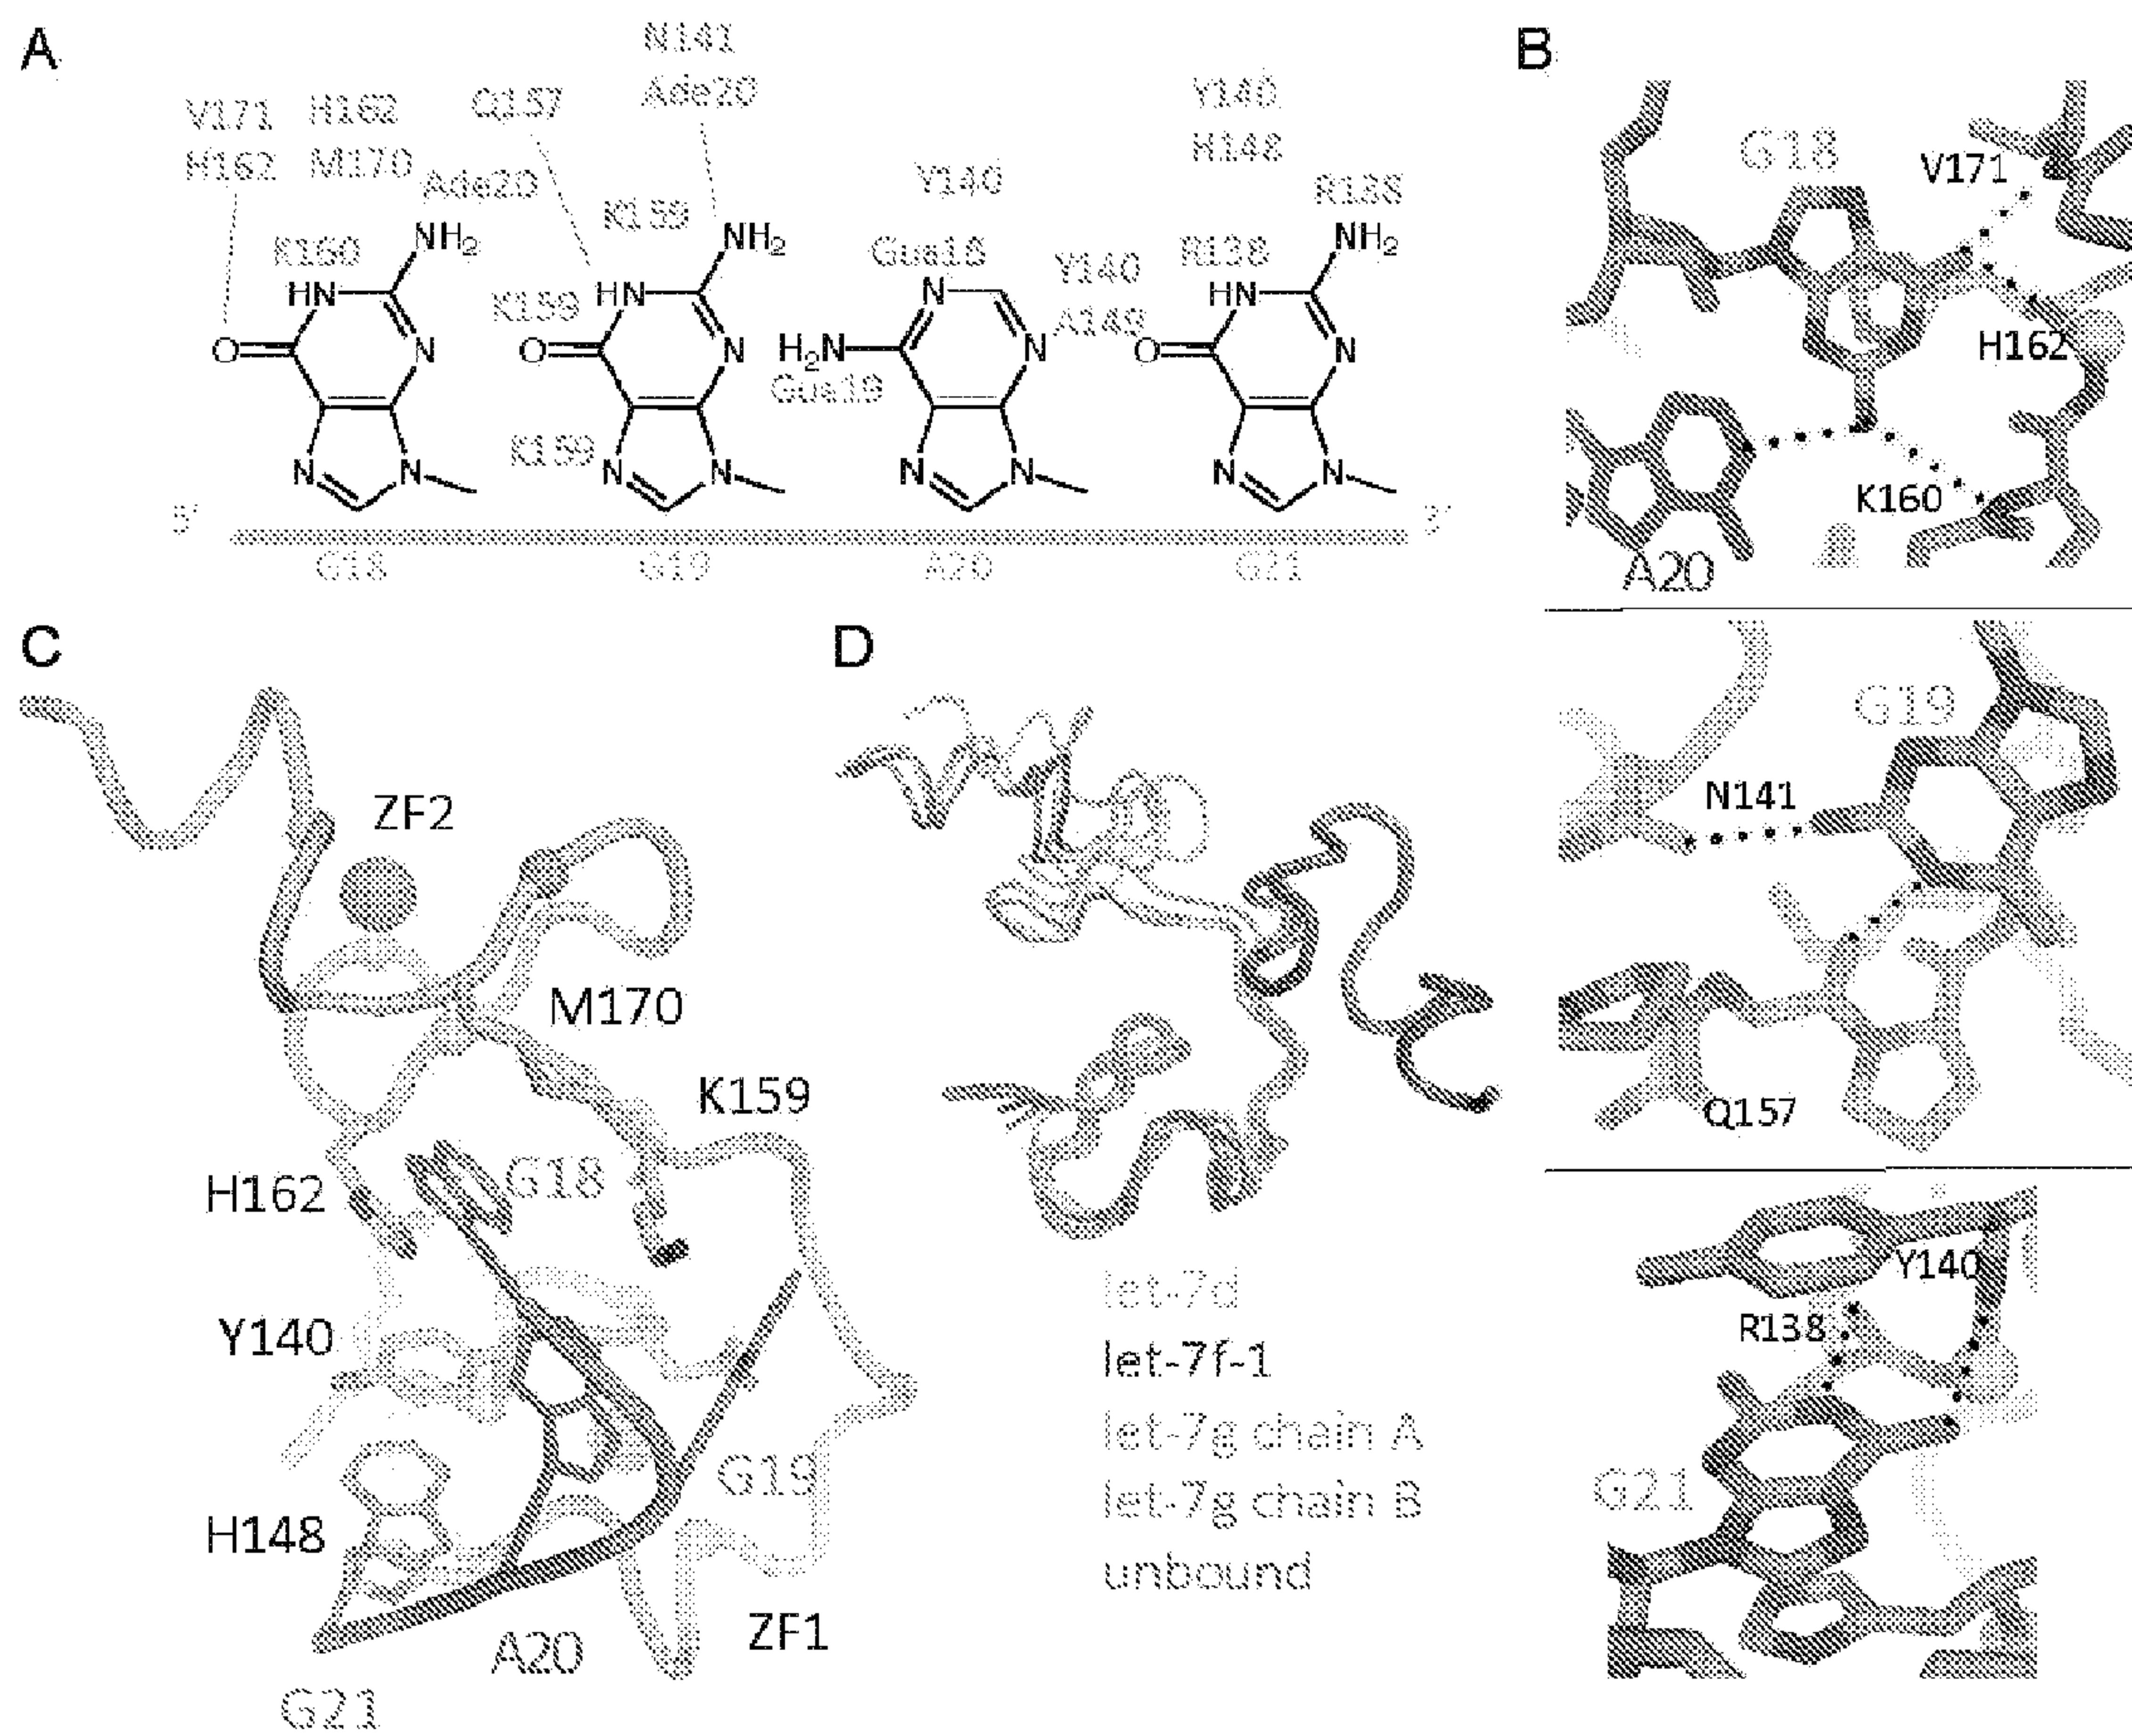 A
N141
Ade20
V171
H162
H162
M170
Q157
Y140
H148
Ade20
K159
Y140
R138
NH2
NH2
NH2
K160
Gua18
Y140
R138
HN
HN
N
HN
K159
A149
O
N
O
N
H2N
N
O
N
Gua19
K159
N
N
N
N
N
N
N
N
5'
3'
G18
G19
A20
G21
B
G18
V171
H162
K160
A20
G19
N141
Q157
Y140
R138
G21
C
ZF2
M170
K159
H162
G18
Y140
G19
H148
A20
ZF1
G21
D
let-7d
let-7f-1
let-7g chain A
let-7g chain B
unbound